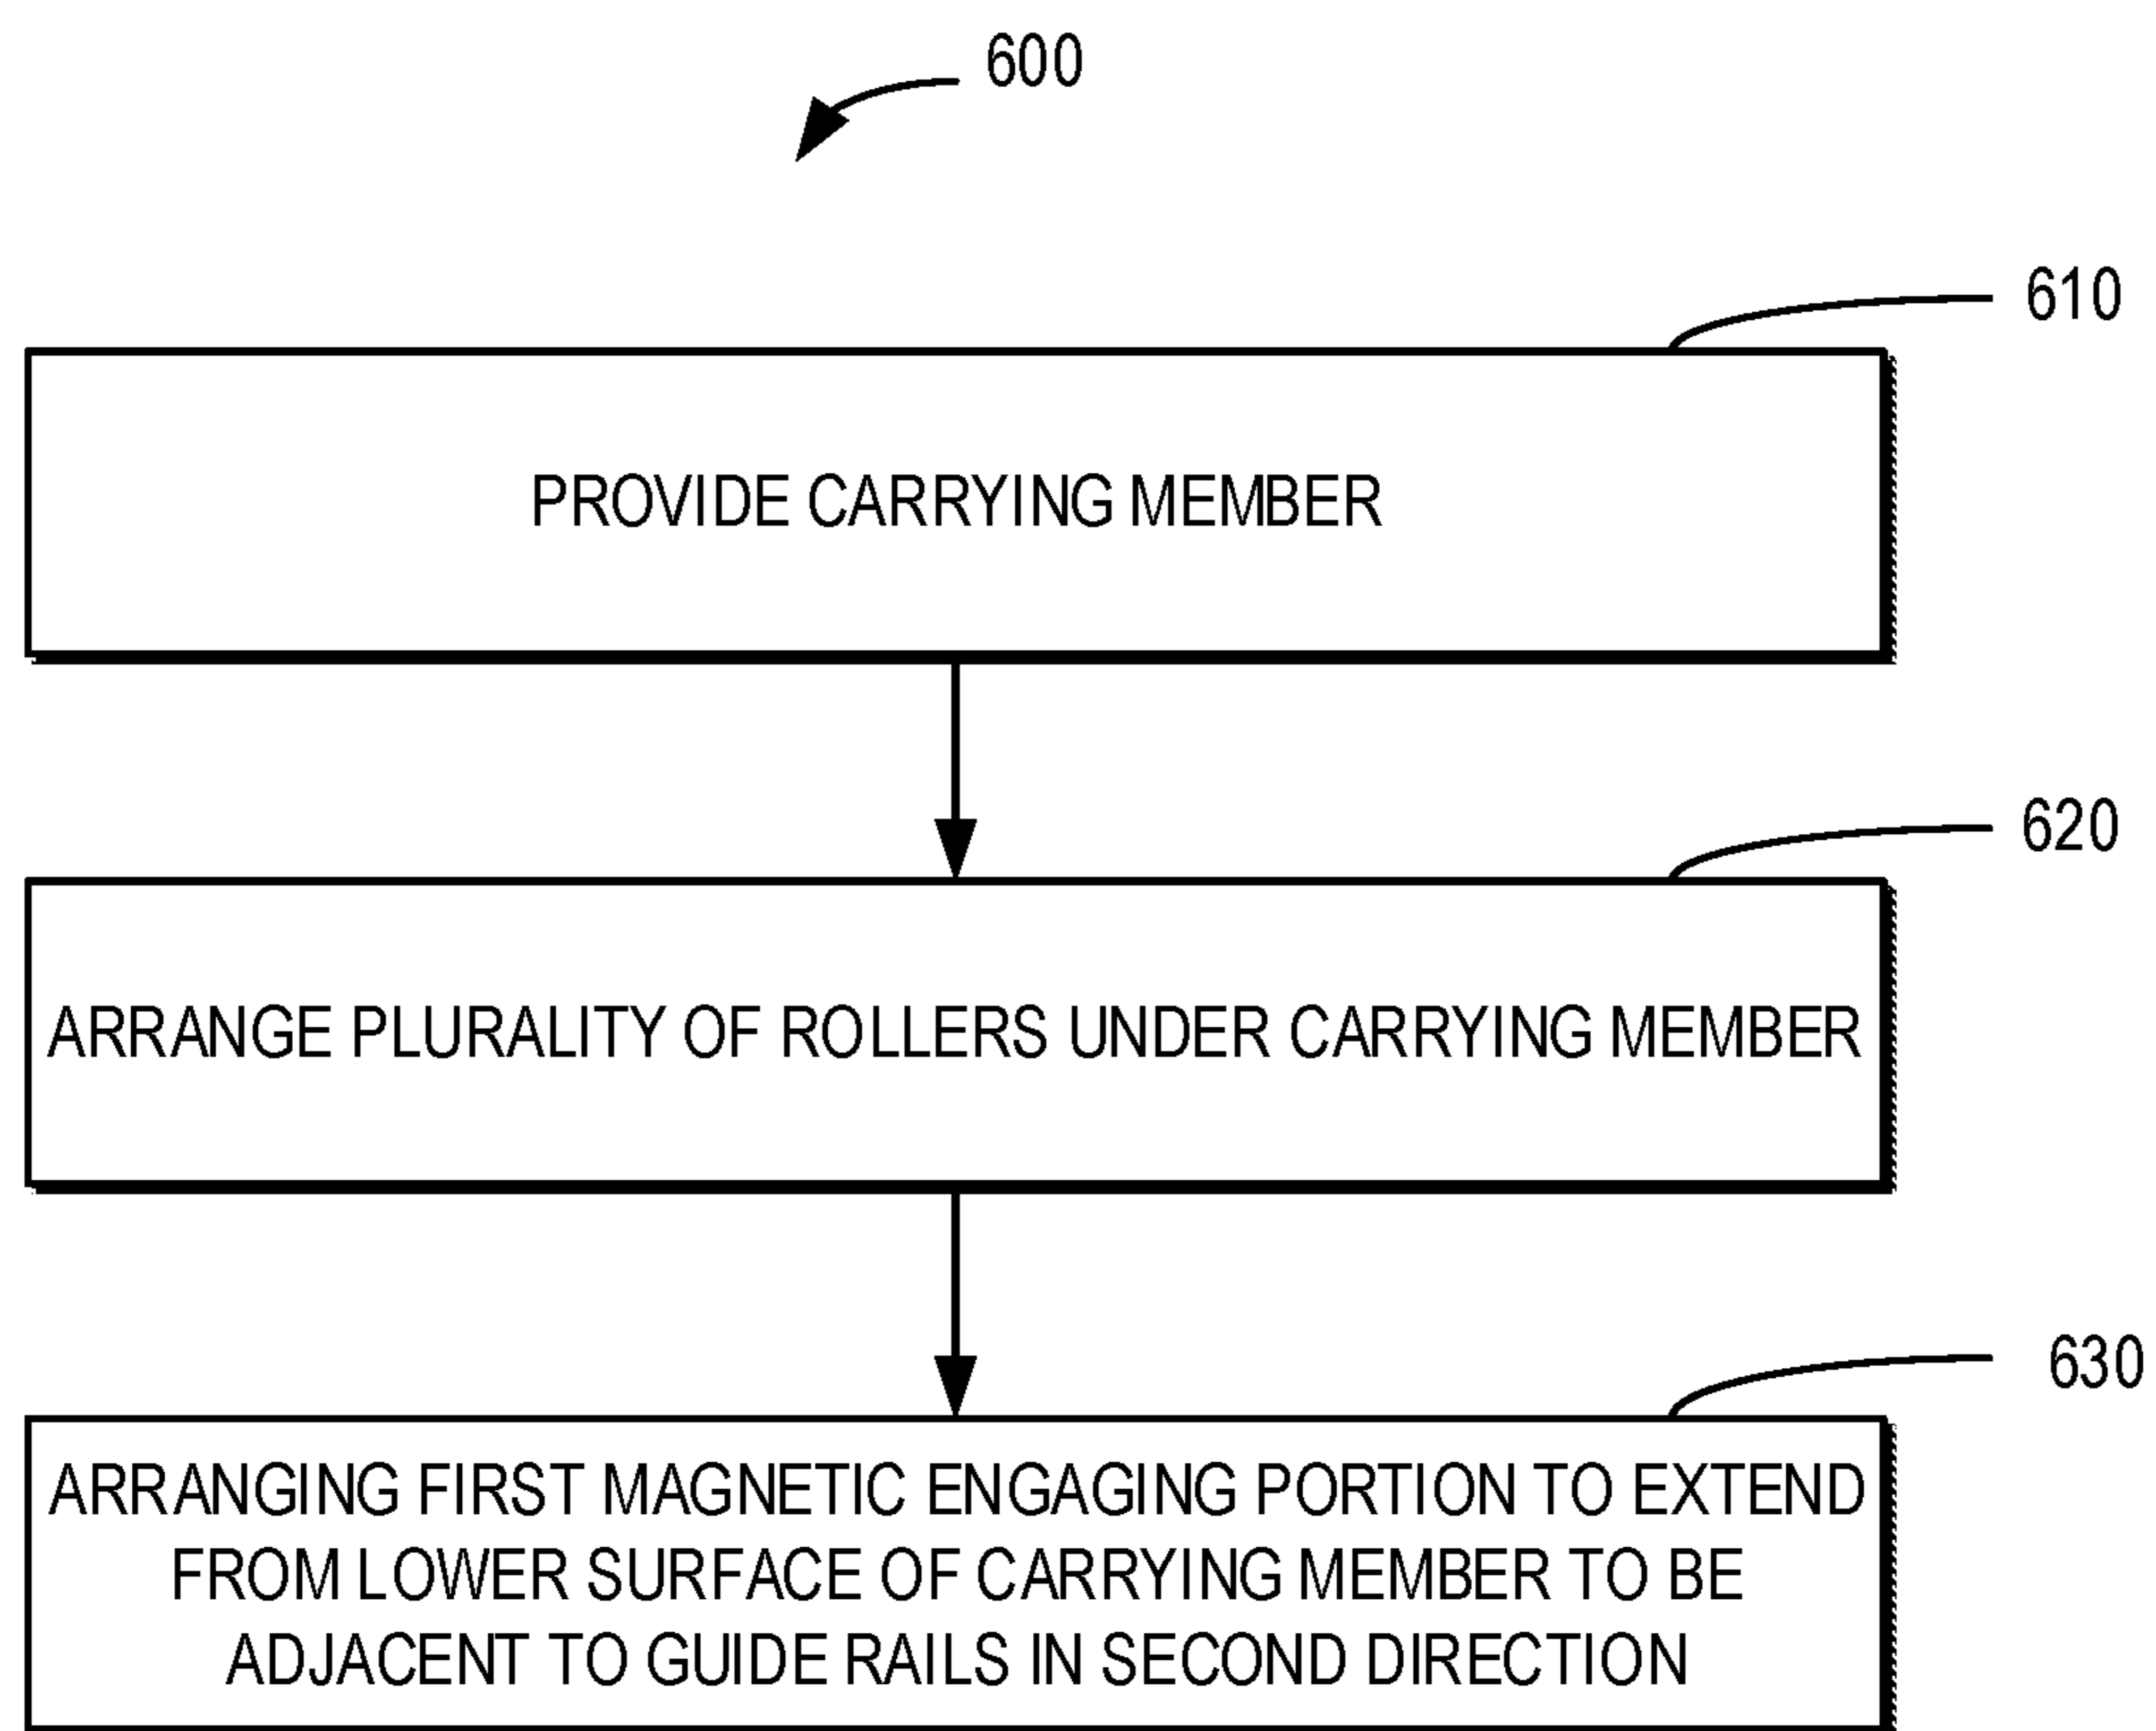 600
610
PROVIDE CARRYING MEMBER
620
ARRANGE PLURALITY OF ROLLERS UNDER CARRYING MEMBER
630
ARRANGING FIRST MAGNETIC ENGAGING PORTION TO EXTEND
FROM LOWER SURFACE OF CARRYING MEMBER TO BE
ADJACENT TO GUIDE RAILS IN SECOND DIRECTION